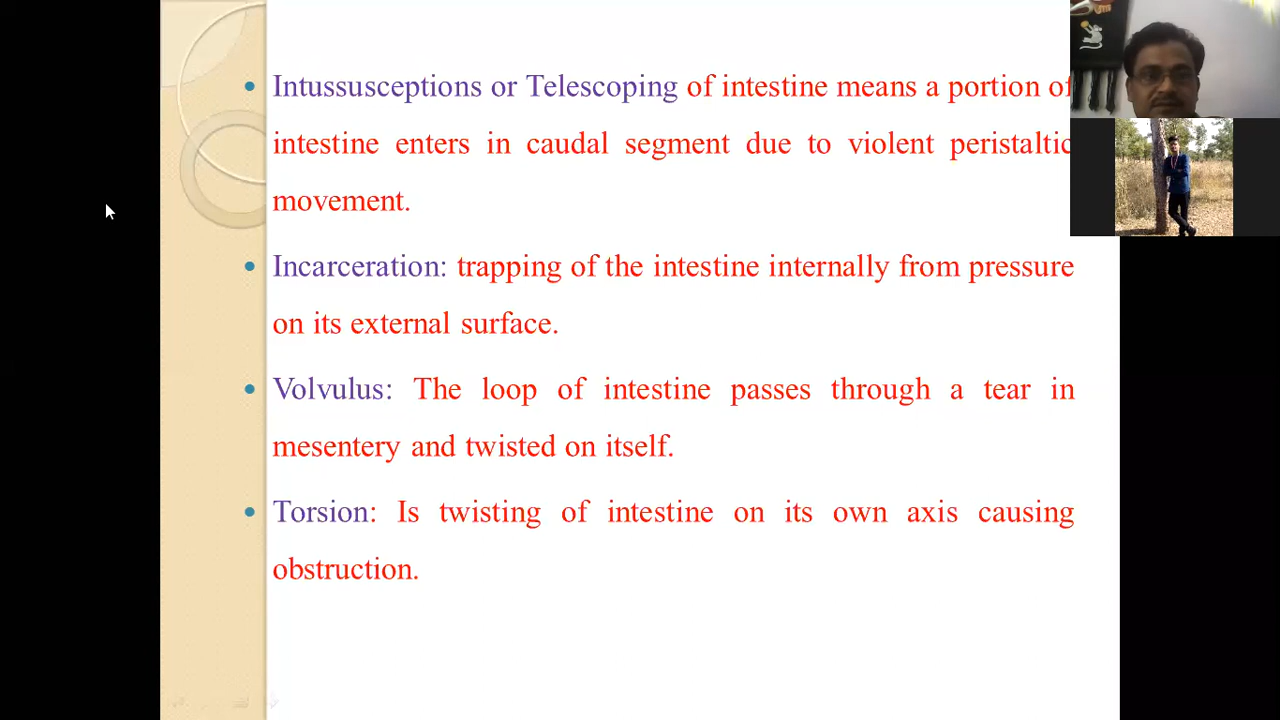 Intussusceptions or Telescoping of intestine means a portion of
intestine enters in caudal segment due to violent peristaltic
movement.
Incarceration: trapping of the intestine internally from pressure
on its external surface.
Volvulus: The loop of intestine passes through a tear in
mesentery and twisted on itself.
Torsion: Is twisting of intestine on its own axis causing
obstruction.